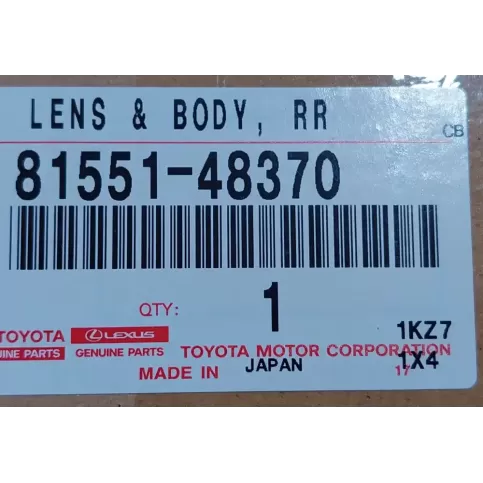 LENS & BODY, RR
CB
81551-48370
QTY: 1
TOYOTA LEXUS 1KZ7
UINE PARTS GENUINE PARTS TOYOTA MOTOR CORPORATION
MADE IN JAPAN 17 1X4